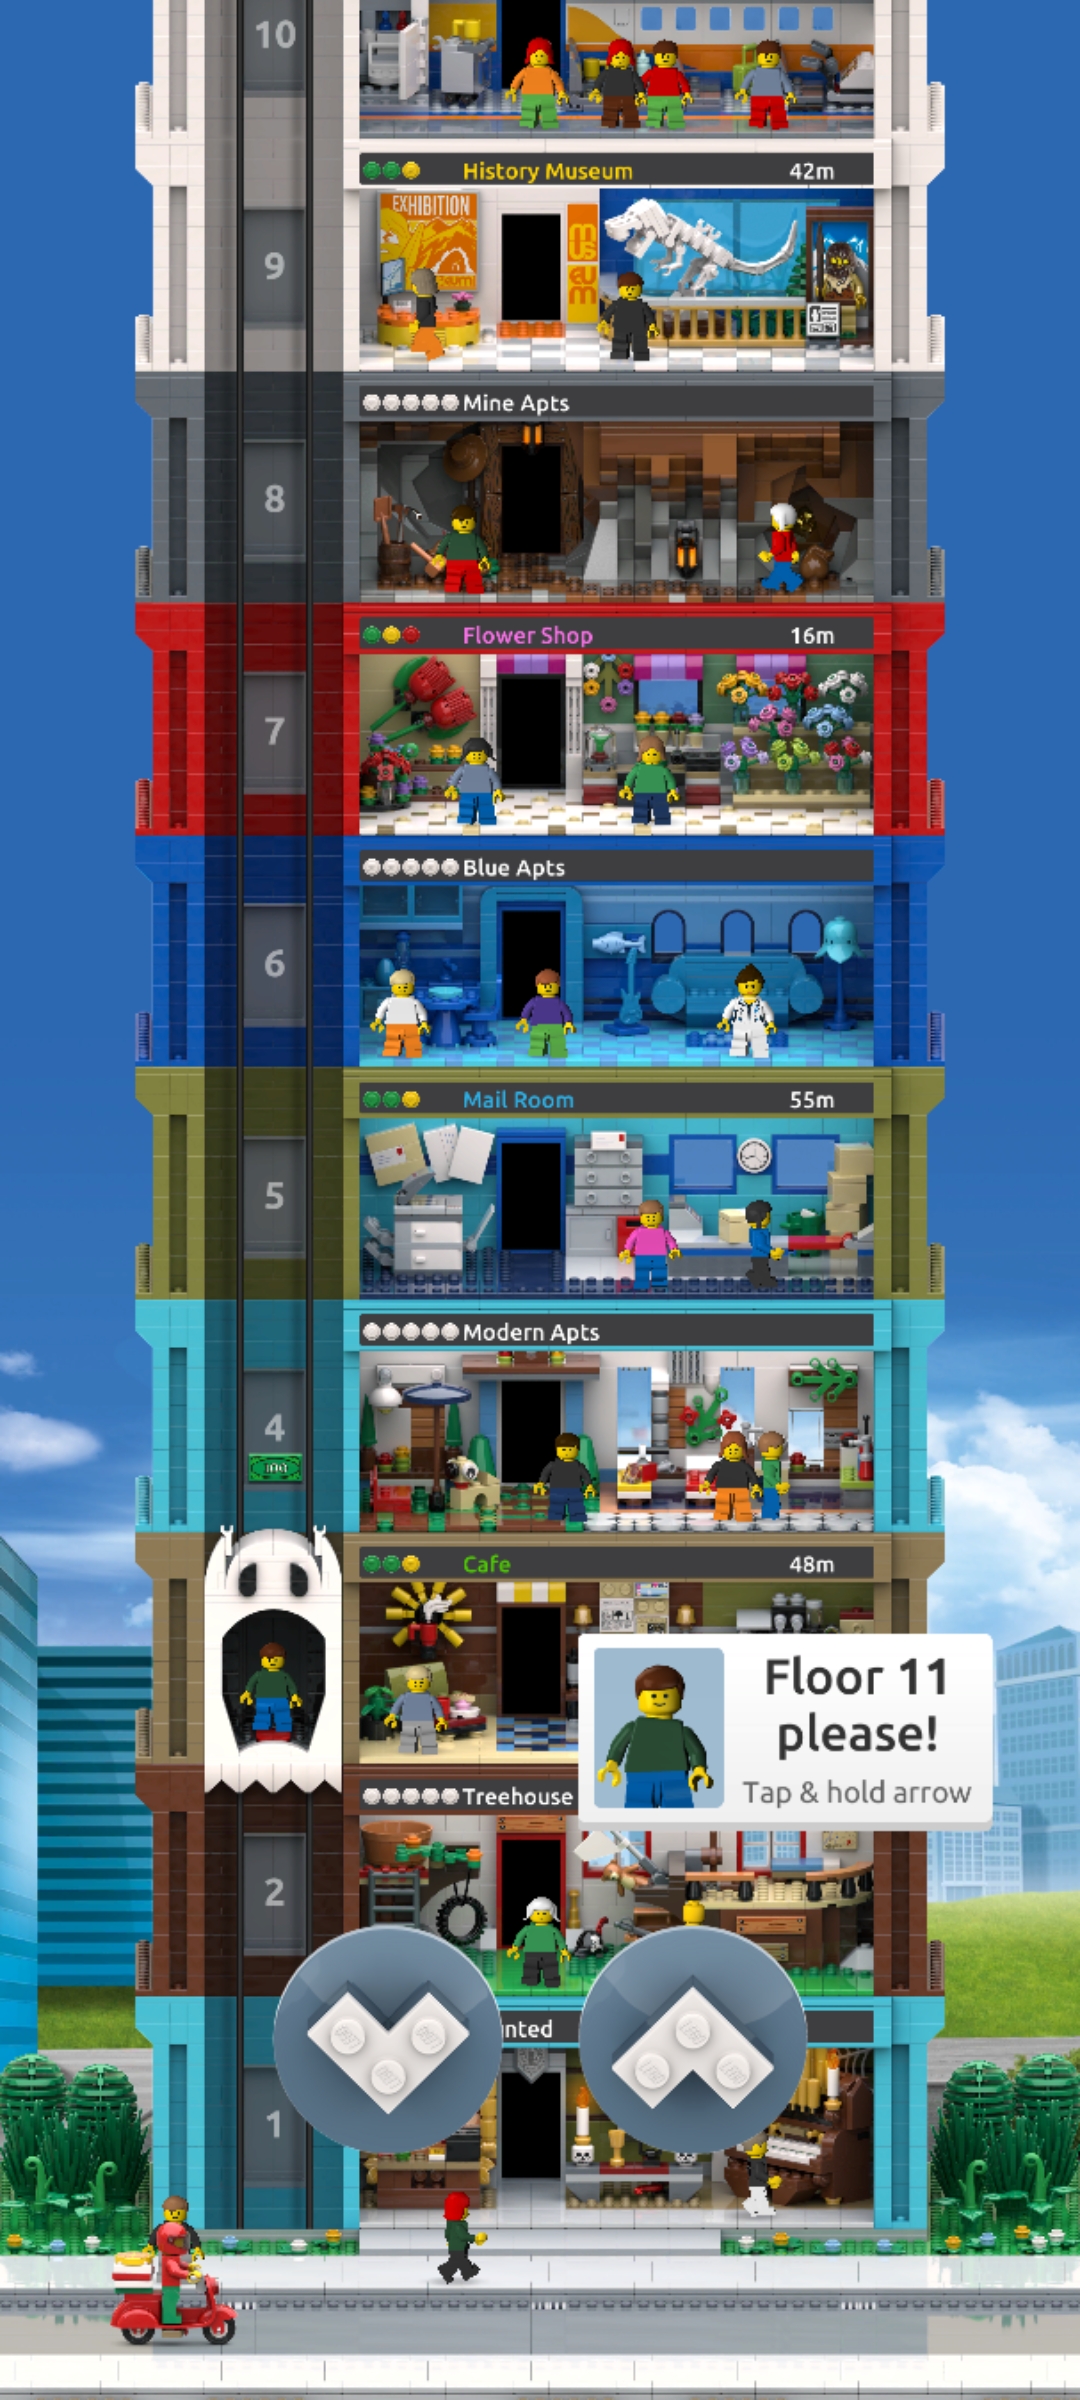 10
History Museum 42m
EXHIBITION
9
Mine Apts
8
Flower Shop 16m
7
Blue Apts
6
Mail Room 55m
5
Modern Apts
4
Cafe 48m
Floor 11
please!
Tap & hold arrow
Treehouse
2
nted
1